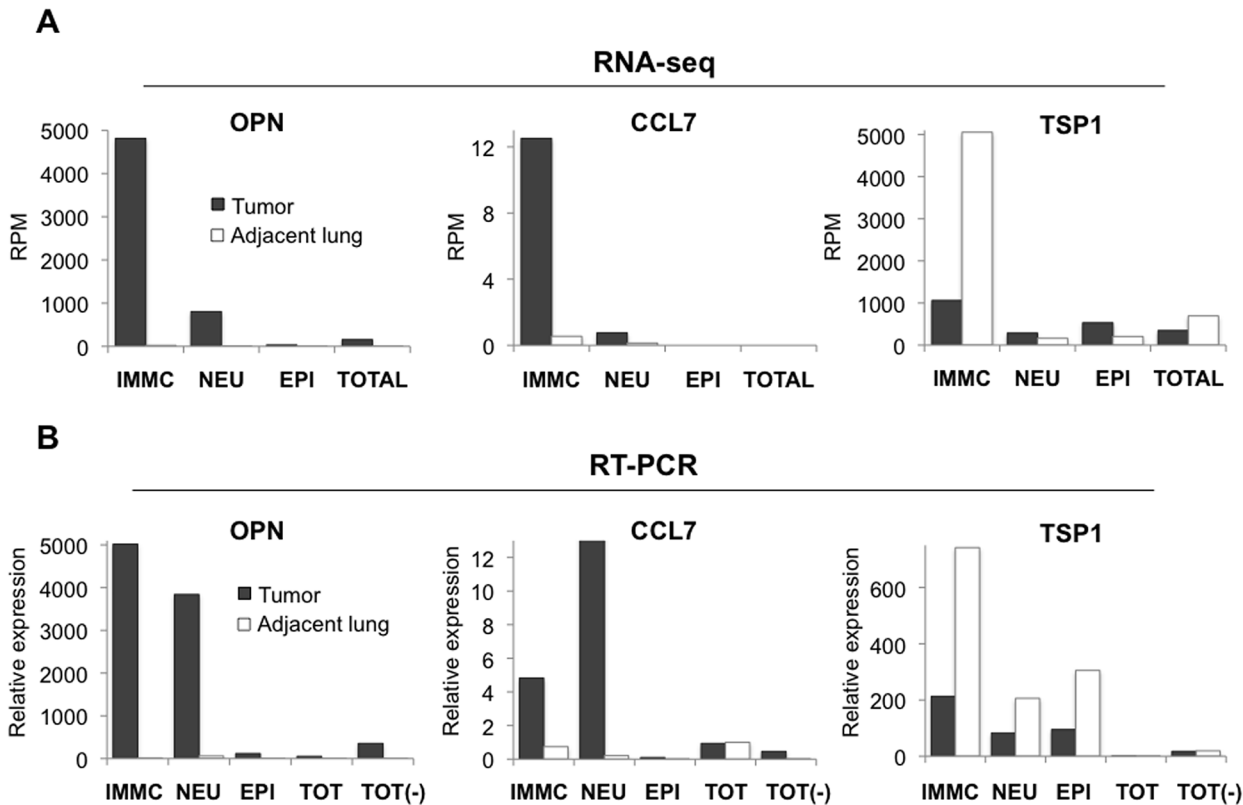 A
RNA-seq
OPN
CCL7
TSP1
5000
4000
3000
2000
1000
0
RPM
Tumor
Adjacent lung
IMMC NEU EPI TOTAL
12
8
4
0
RPM
IMMC NEU EPI TOTAL
5000
4000
3000
2000
1000
0
RPM
IMMC NEU EPI TOTAL
B
RT-PCR
OPN
CCL7
TSP1
5000
4000
3000
2000
1000
0
Relative expression
Tumor
Adjacent lung
IMMC NEU EPI TOT TOT(-)
12
10
8
6
4
2
0
Relative expression
IMMC NEU EPI TOT TOT(-)
600
400
200
0
Relative expression
IMMC NEU EPI TOT TOT(-)